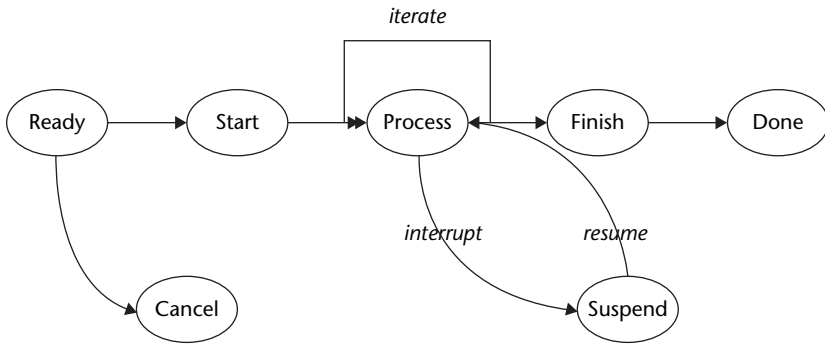 iterate
Ready
Start
Process
Finish
Done
interrupt
resume
Cancel
Suspend